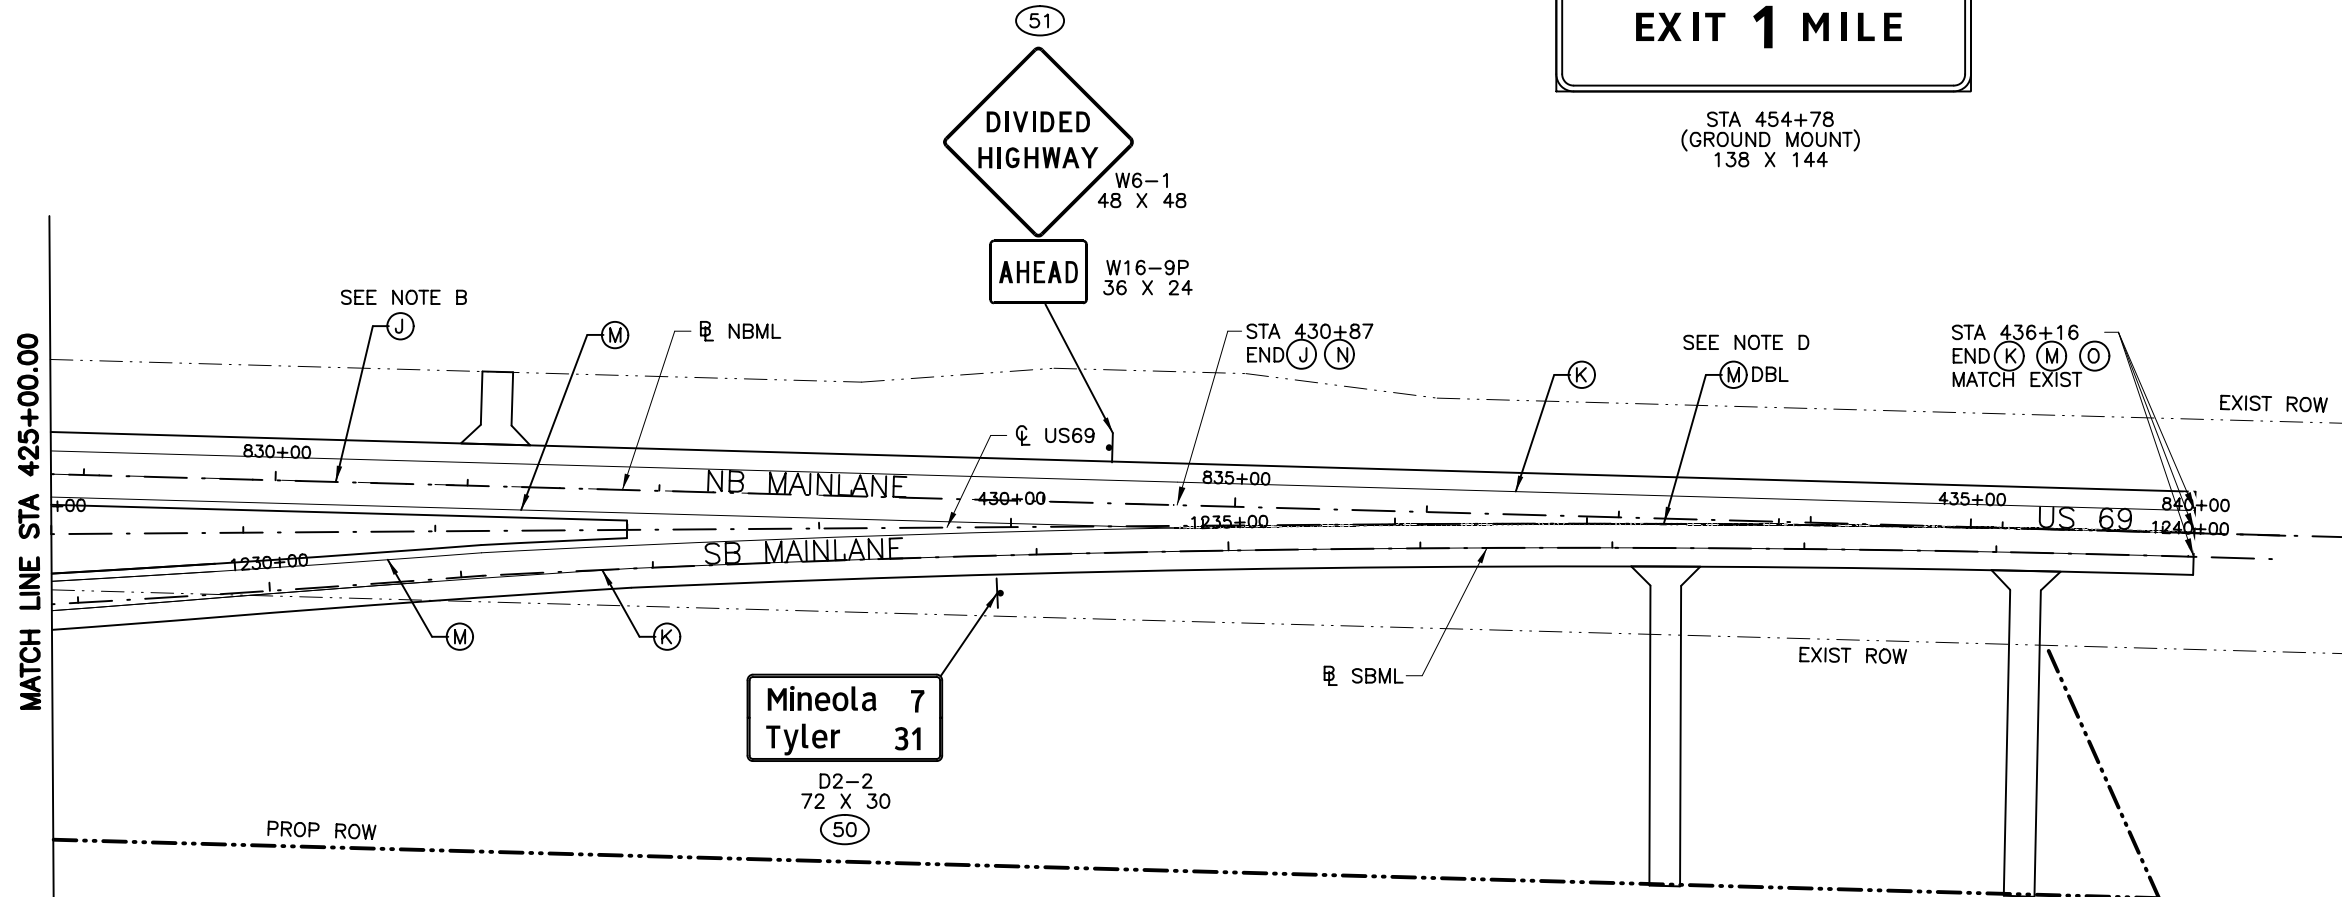 51
EXIT 1 MILE
DIVIDED
HIGHWAY
STA 454+78
(GROUND MOUNT)
138 X 144
W6-1
48 X 48
AHEAD
W16-9P
36 X 24
MATCH LINE STA 425+00.00
SEE NOTE B
J
M
℄ NBML
STA 430+87
END J N
SEE NOTE D
M DBL
K
STA 436+16
END K M O
MATCH EXIST
EXIST ROW
℄ US69
830+00
NB MAINLANE
430+00
835+00
435+00
840+00
+00
1235+00
US 69
1240+00
1230+00
SB MAINLANE
M
K
EXIST ROW
℄ SBML
Mineola 7
Tyler 31
D2-2
72 X 30
50
PROP ROW